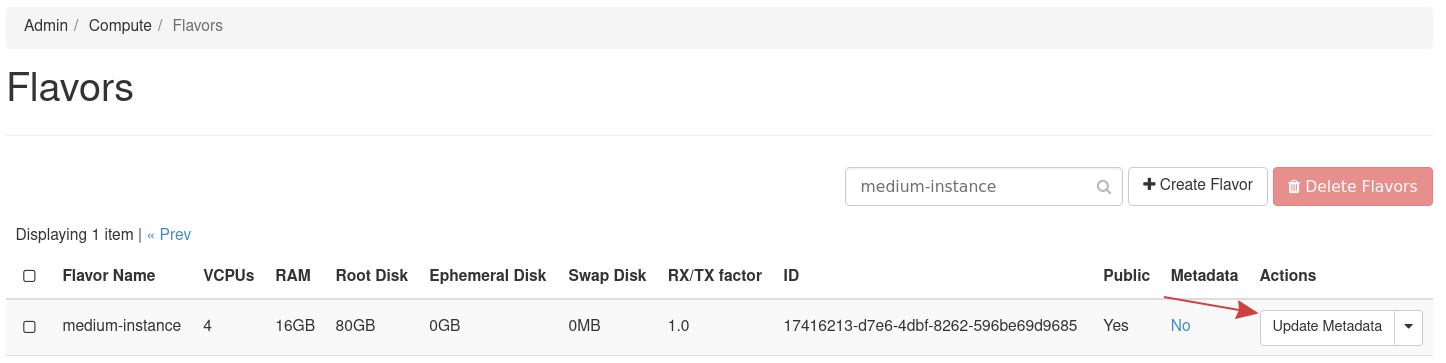 Admin / Compute / Flavors
Flavors
medium-instance Create Flavor Delete Flavors
Displaying 1 item | « Prev
Flavor Name VCPUs RAM Root Disk Ephemeral Disk Swap Disk RX/TX factor ID Public Metadata Actions
medium-instance 4 16GB 80GB 0GB 0MB 1.0 17416213-d7e6-4dbf-8262-596be69d9685 Yes No Update Metadata